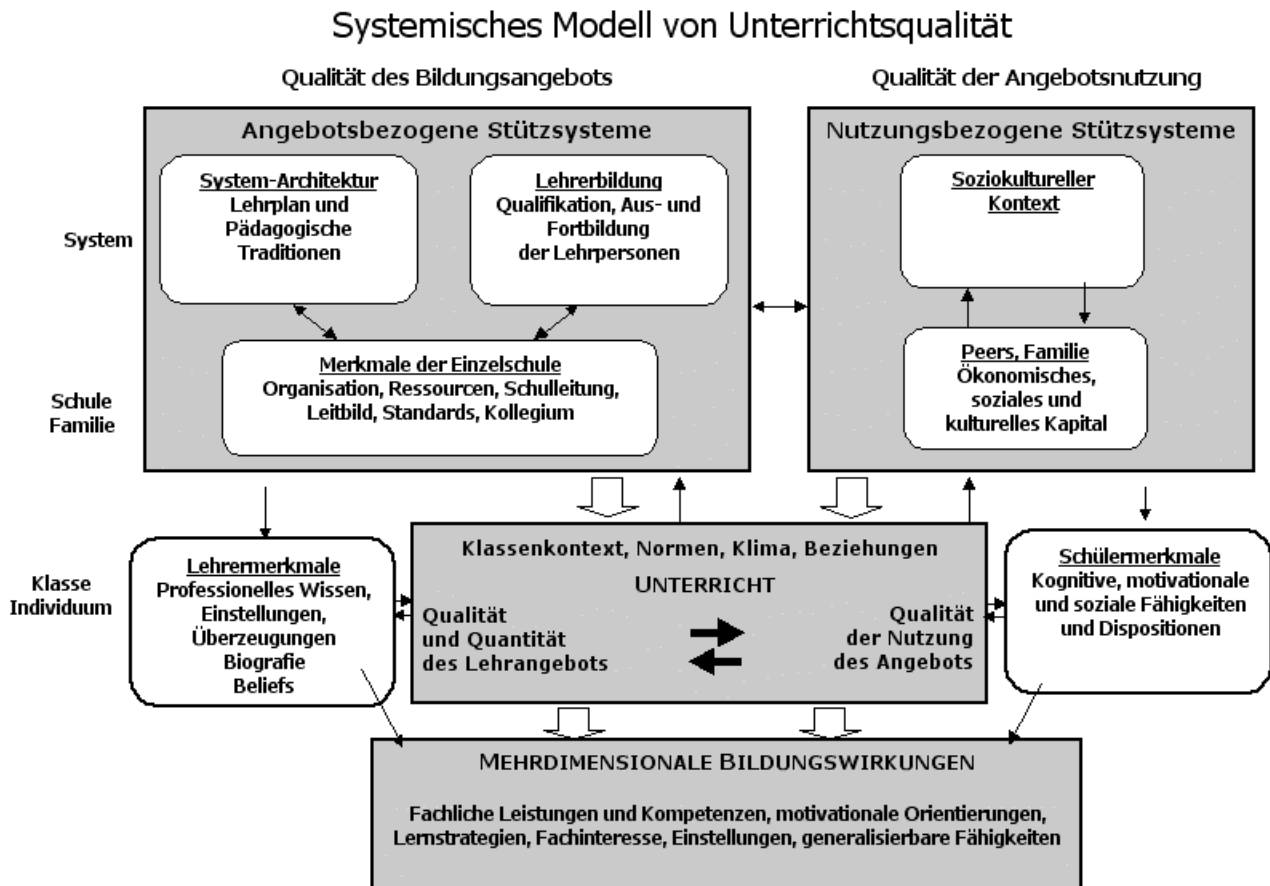 Systemisches Modell von Unterrichtsqualität
Qualität des Bildungsangebots
Qualität der Angebotsnutzung
Angebotsbezogene Stützsysteme
Nutzungsbezogene Stützsysteme
System-Architektur
Lehrplan und
Pädagogische
Traditionen
Lehrerbildung
Qualifikation, Aus- und
Fortbildung
der Lehrpersonen
Soziokultureller
Kontext
System
Merkmale der Einzelschule
Organisation, Ressourcen, Schulleitung,
Leitbild, Standards, Kollegium
Peers, Familie
Ökonomisches,
soziales und
kulturelles Kapital
Schule
Familie
Klassenkontext, Normen, Klima, Beziehungen
UNTERRICHT
Klasse
Individuum
Lehrermerkmale
Professionelles Wissen,
Einstellungen,
Überzeugungen
Biografie
Beliefs
Qualität
und Quantität
des Lehrangebots
Qualität
der Nutzung
des Angebots
Schülermerkmale
Kognitive, motivationale
und soziale Fähigkeiten
und Dispositionen
MEHRDIMENSIONALE BILDUNGSWIRKUNGEN
Fachliche Leistungen und Kompetenzen, motivationale Orientierungen,
Lernstrategien, Fachinteresse, Einstellungen, generalisierbare Fähigkeiten